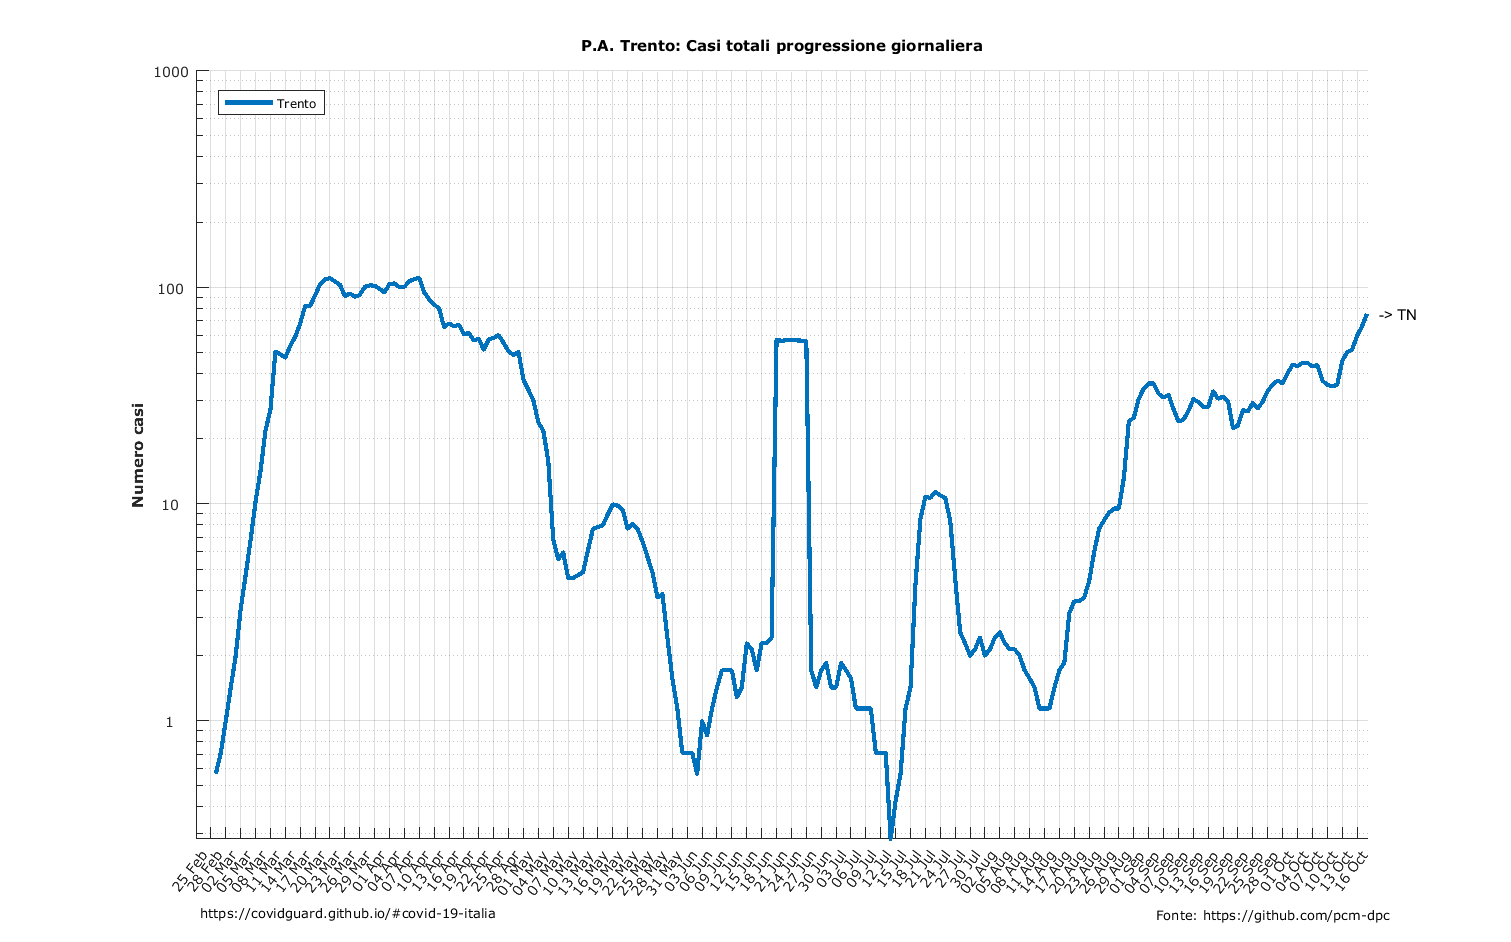 P.A. Trento: Casi totali progressione giornaliera
1000
Trento
100
-> TN
Numero casi
10
1
25 Feb
28 Feb
02 Mar
05 Mar
08 Mar
11 Mar
14 Mar
17 Mar
20 Mar
23 Mar
26 Mar
29 Mar
01 Apr
04 Apr
07 Apr
10 Apr
13 Apr
16 Apr
19 Apr
22 Apr
25 Apr
28 Apr
01 May
04 May
07 May
10 May
13 May
16 May
19 May
22 May
25 May
28 May
31 May
03 Jun
06 Jun
09 Jun
12 Jun
15 Jun
18 Jun
21 Jun
24 Jun
27 Jun
30 Jun
03 Jul
06 Jul
09 Jul
12 Jul
15 Jul
18 Jul
21 Jul
24 Jul
27 Jul
30 Jul
02 Aug
05 Aug
08 Aug
11 Aug
14 Aug
17 Aug
20 Aug
23 Aug
26 Aug
29 Aug
01 Sep
04 Sep
07 Sep
10 Sep
13 Sep
16 Sep
19 Sep
22 Sep
25 Sep
28 Sep
01 Oct
04 Oct
07 Oct
10 Oct
13 Oct
16 Oct
https://covidguard.github.io/#covid-19-italia
Fonte: https://github.com/pcm-dpc